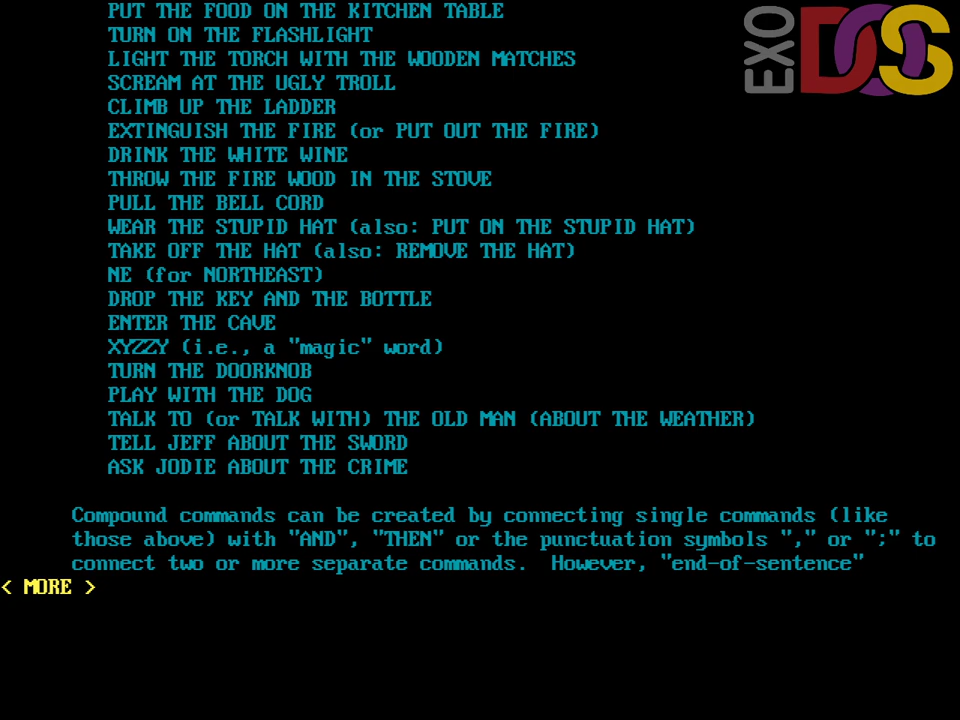 PUT THE FOOD ON THE KITCHEN TABLE
TURN ON THE FLASHLIGHT
LIGHT THE TORCH WITH THE WOODEN MATCHES
SCREAM AT THE UGLY TROLL
CLIMB UP THE LADDER
EXTINGUISH THE FIRE (or PUT OUT THE FIRE)
DRINK THE WHITE WINE
THROW THE FIRE WOOD IN THE STOVE
PULL THE BELL CORD
WEAR THE STUPID HAT (also: PUT ON THE STUPID HAT)
TAKE OFF THE HAT (also: REMOVE THE HAT)
NE (for NORTHEAST)
DROP THE KEY AND THE BOTTLE
ENTER THE CAVE
XYZZY (i.e., a "magic" word)
TURN THE DOORKNOB
PLAY WITH THE DOG
TALK TO (or TALK WITH) THE OLD MAN (ABOUT THE WEATHER)
TELL JEFF ABOUT THE SWORD
ASK JODIE ABOUT THE CRIME
Compound commands can be created by connecting single commands (like
those above) with "AND", "THEN" or the punctuation symbols "," or ";" to
connect two or more separate commands.  However, "end-of-sentence"
< MORE >
EXO DOS